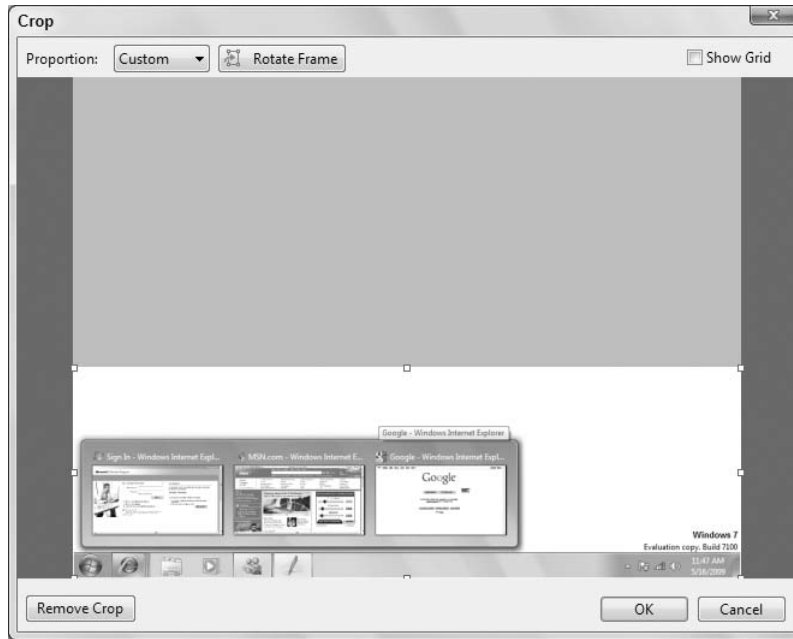 Crop
Proportion: Custom Rotate Frame Show Grid
Google - Windows Internet Explorer
Sign In - Windows Internet Expl... MSN.com - Windows Internet E... Google - Windows Internet Expl...
Google
Windows 7
Evaluation copy. Build 7100
11:47 AM
5/16/2009
Remove Crop OK Cancel